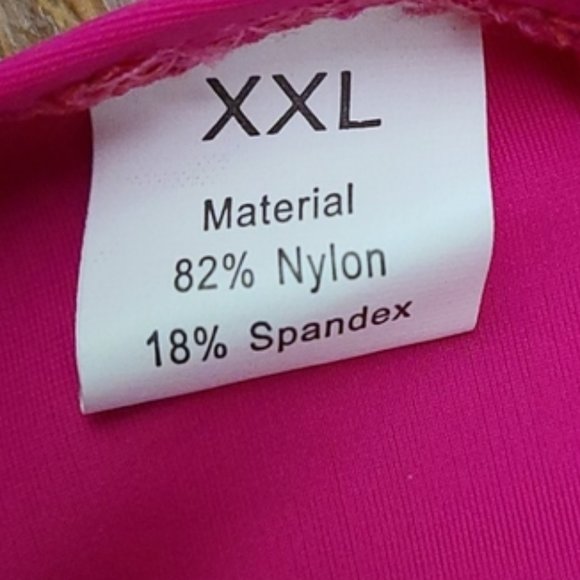 XXL
Material
82% Nylon
18% Spandex